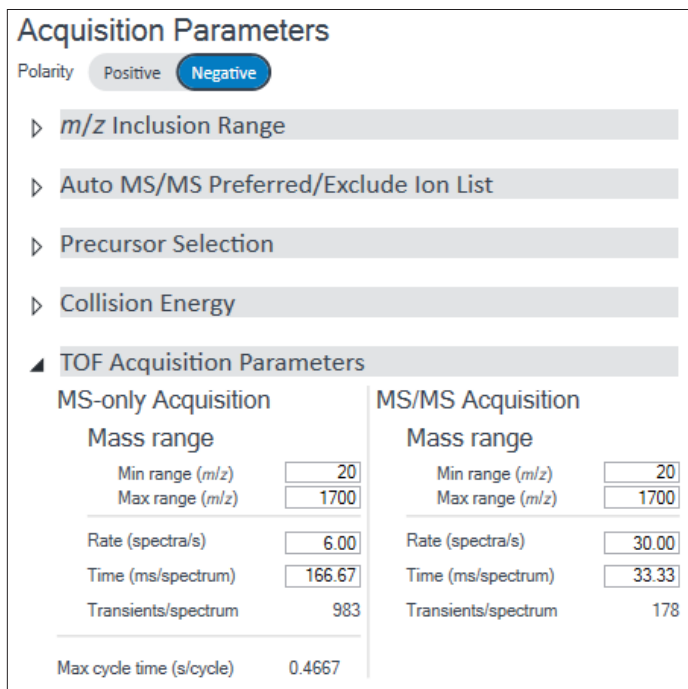 Acquisition Parameters
Polarity Positive Negative
m/z Inclusion Range
Auto MS/MS Preferred/Exclude Ion List
Precursor Selection
Collision Energy
TOF Acquisition Parameters
MS-only Acquisition
Mass range
Min range (m/z) 20
Max range (m/z) 1700
Rate (spectra/s) 6.00
Time (ms/spectrum) 166.67
Transients/spectrum 983
Max cycle time (s/cycle) 0.4667
MS/MS Acquisition
Mass range
Min range (m/z) 20
Max range (m/z) 1700
Rate (spectra/s) 30.00
Time (ms/spectrum) 33.33
Transients/spectrum 178